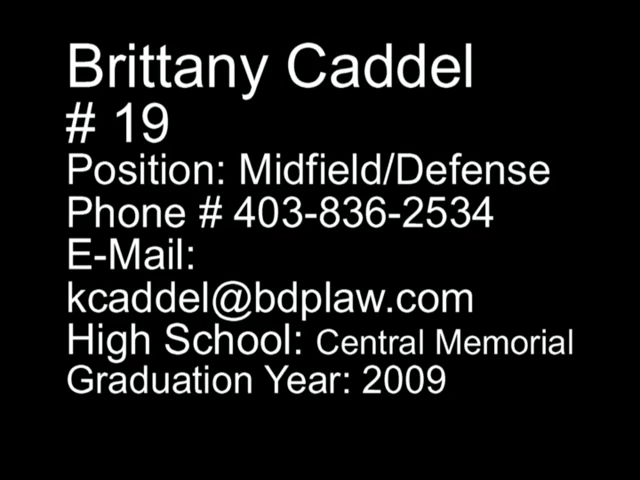 Brittany Caddel
# 19
Position: Midfield/Defense
Phone # 403-836-2534
E-Mail:
kcaddel@bdplaw.com
High School: Central Memorial
Graduation Year: 2009